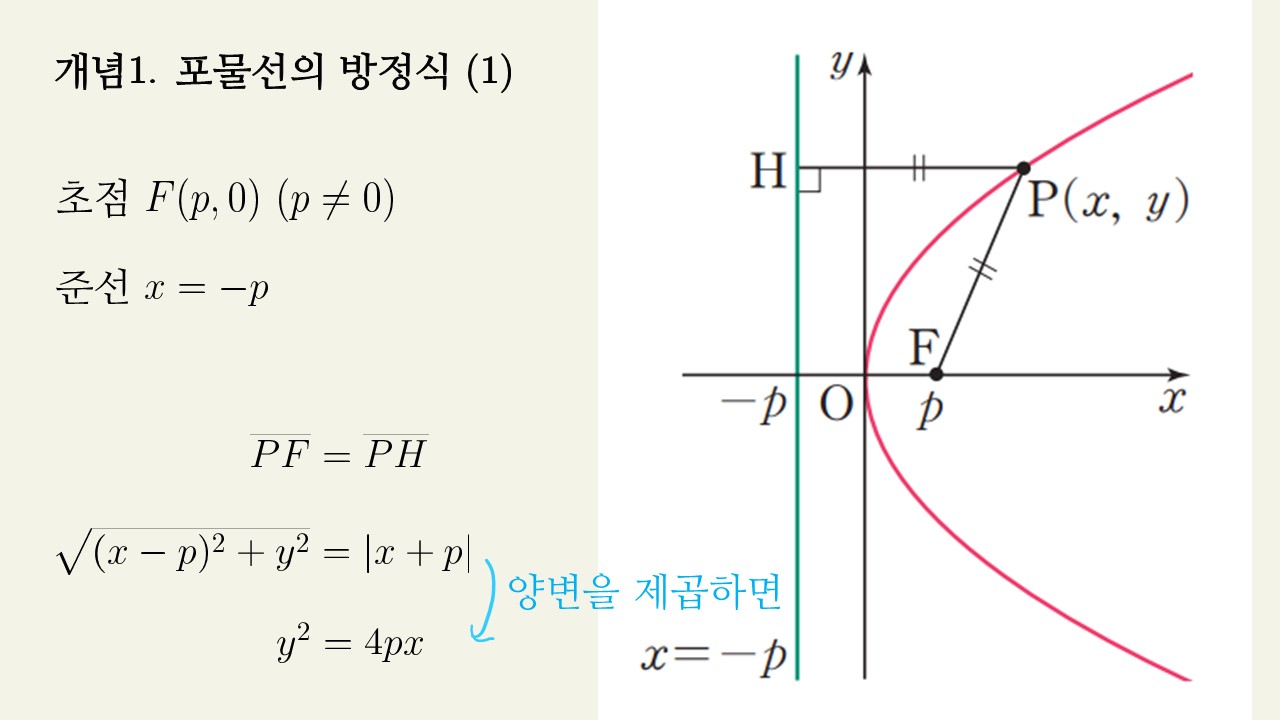 개념1. 포물선의 방정식 (1)
초점 F(p, 0) (p ≠ 0)
준선 x = −p
PF = PH
√(x − p)² + y² = |x + p|
양변을 제곱하면
y² = 4px
y
H
P(x, y)
F
−p
O
p
x
x=−p